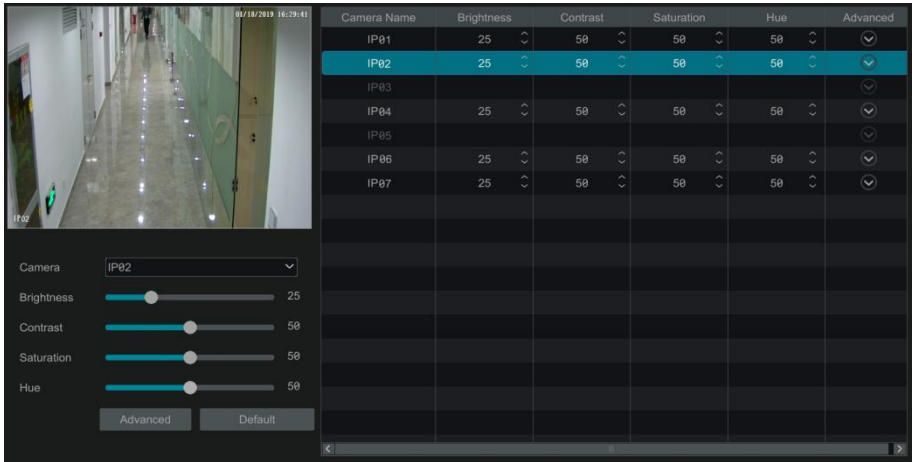 01/18/2019 16:29:41
IP02
Camera IP02
Brightness 25
Contrast 50
Saturation 50
Hue 50
Advanced Default
Camera Name Brightness Contrast Saturation Hue Advanced
IP01 25 50 50 50
IP02 25 50 50 50
IP03
IP04 25 50 50 50
IP05
IP06 25 50 50 50
IP07 25 50 50 50